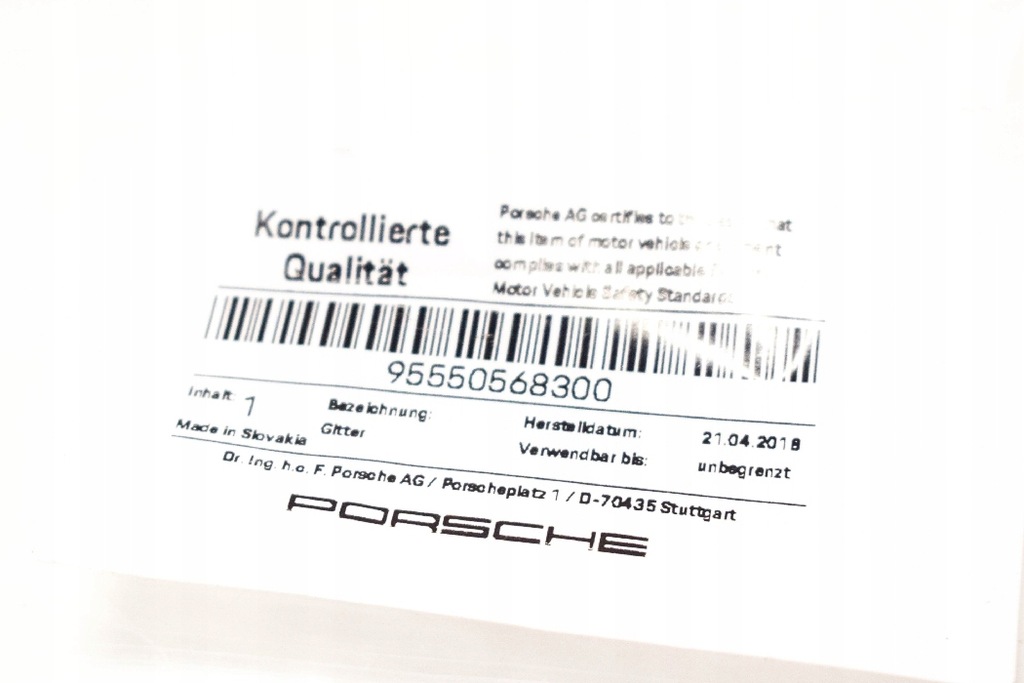 Kontrollierte
Qualität
Porsche AG certifies to
this item of motor vehicle
complies with all applicable
Motor Vehicle Safety Standard
95550568300
Inhalt: 1
Made in Slovakia
Bezeichnung:
Gitter
Herstelldatum: 21.04.2018
Verwendbar bis: unbegrenzt
Dr. Ing. h.c. F. Porsche AG / Porscheplatz 1 / D-70435 Stuttgart
PORSCHE